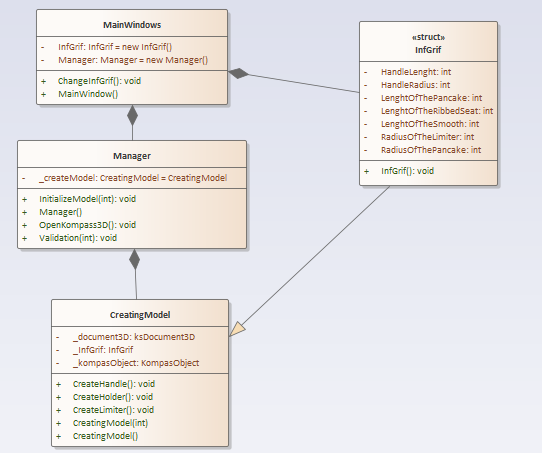 MainWindows
- InfGrif: InfGrif = new InfGrif()
- Manager: Manager = new Manager()
+ ChangeInfGrif(): void
+ MainWindow()
«struct»
InfGrif
- HandleLenght: int
- HandleRadius: int
- LenghtOfThePancake: int
- LenghtOfTheRibbedSeat: int
- LenghtOfTheSmooth: int
- RadiusOfTheLimiter: int
- RadiusOfThePancake: int
+ InfGrif(): void
Manager
- _createModel: CreatingModel = CreatingModel
+ InitializeModel(int): void
+ Manager()
+ OpenKompass3D(): void
+ Validation(int): void
CreatingModel
- _document3D: ksDocument3D
- _InfGrif: InfGrif
- _kompasObject: KompasObject
+ CreateHandle(): void
+ CreateHolder(): void
+ CreateLimiter(): void
+ CreatingModel(int)
+ CreatingModel()